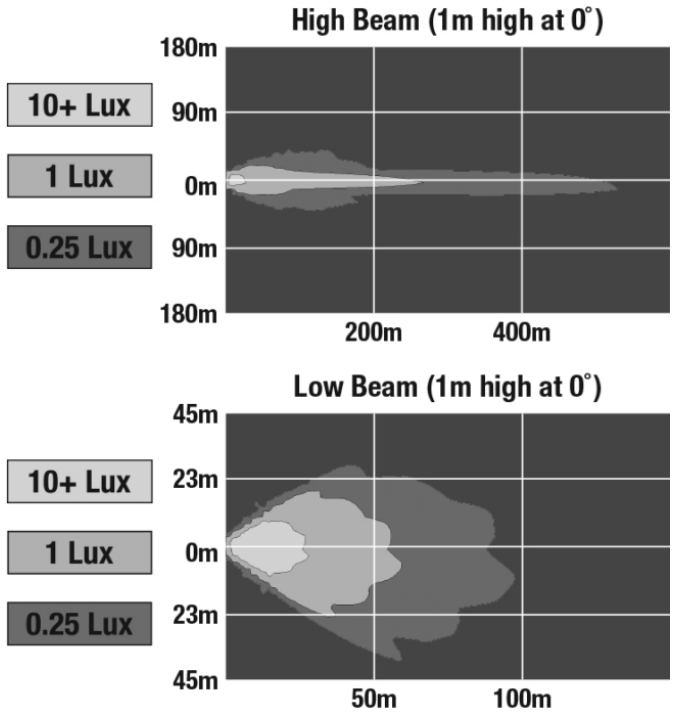 High Beam (1m high at 0°)
180m
10+ Lux
90m
1 Lux
0m
0.25 Lux
90m
180m
200m 400m
Low Beam (1m high at 0°)
45m
10+ Lux
23m
1 Lux
0m
0.25 Lux
23m
45m
50m 100m